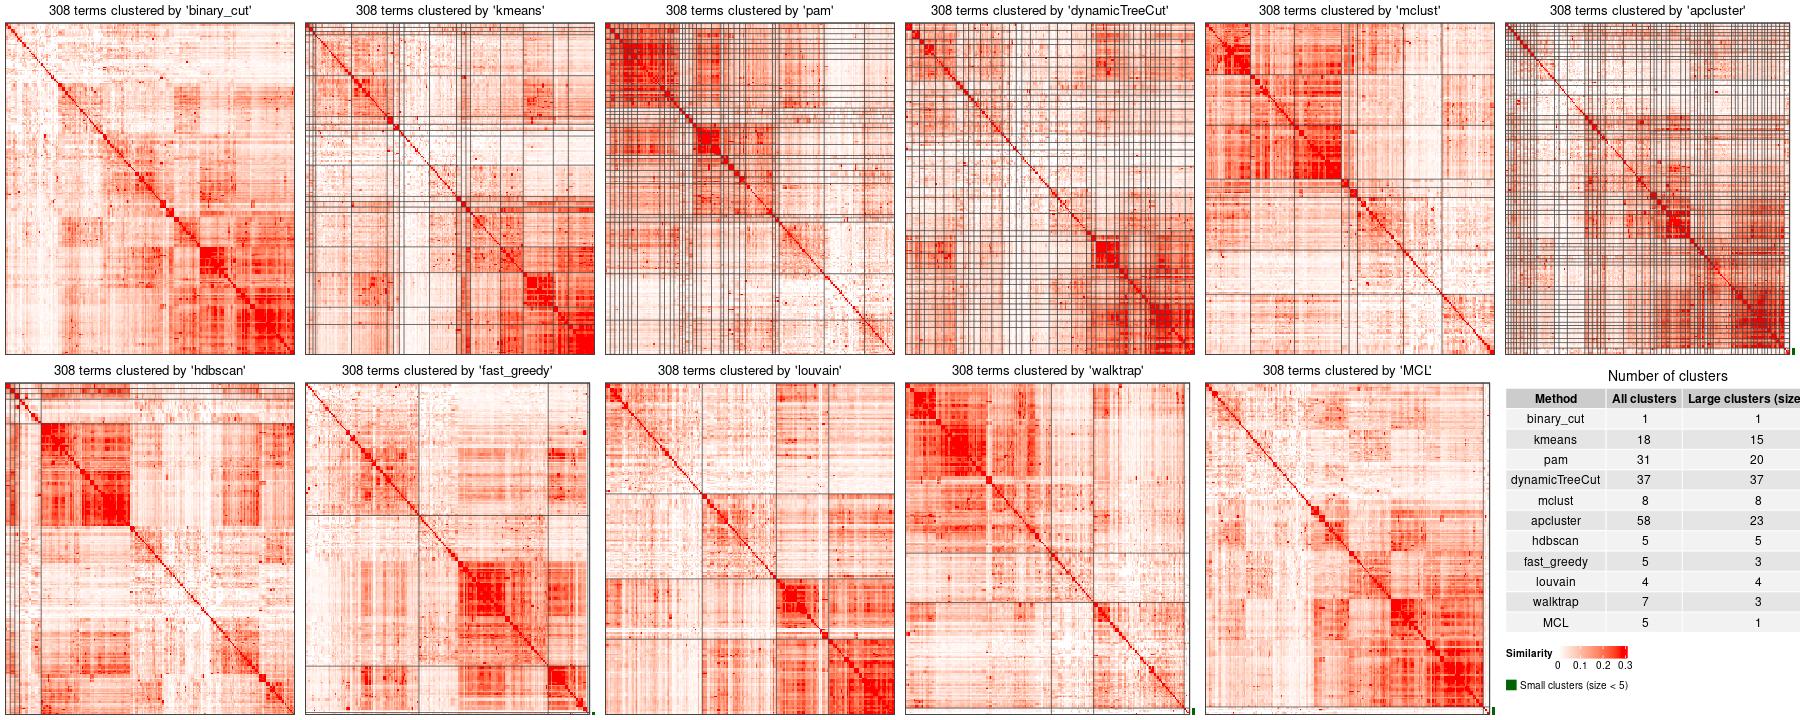 308 terms clustered by 'binary_cut'
308 terms clustered by 'kmeans'
308 terms clustered by 'pam'
308 terms clustered by 'dynamicTreeCut'
308 terms clustered by 'mclust'
308 terms clustered by 'apcluster'
308 terms clustered by 'hdbscan'
308 terms clustered by 'fast_greedy'
308 terms clustered by 'louvain'
308 terms clustered by 'walktrap'
308 terms clustered by 'MCL'
Number of clusters
Method All clusters Large clusters (size
binary_cut 1 1
kmeans 18 15
pam 31 20
dynamicTreeCut 37 37
mclust 8 8
apcluster 58 23
hdbscan 5 5
fast_greedy 5 3
louvain 4 4
walktrap 7 3
MCL 5 1
Similarity
0 0.1 0.2 0.3
Small clusters (size < 5)